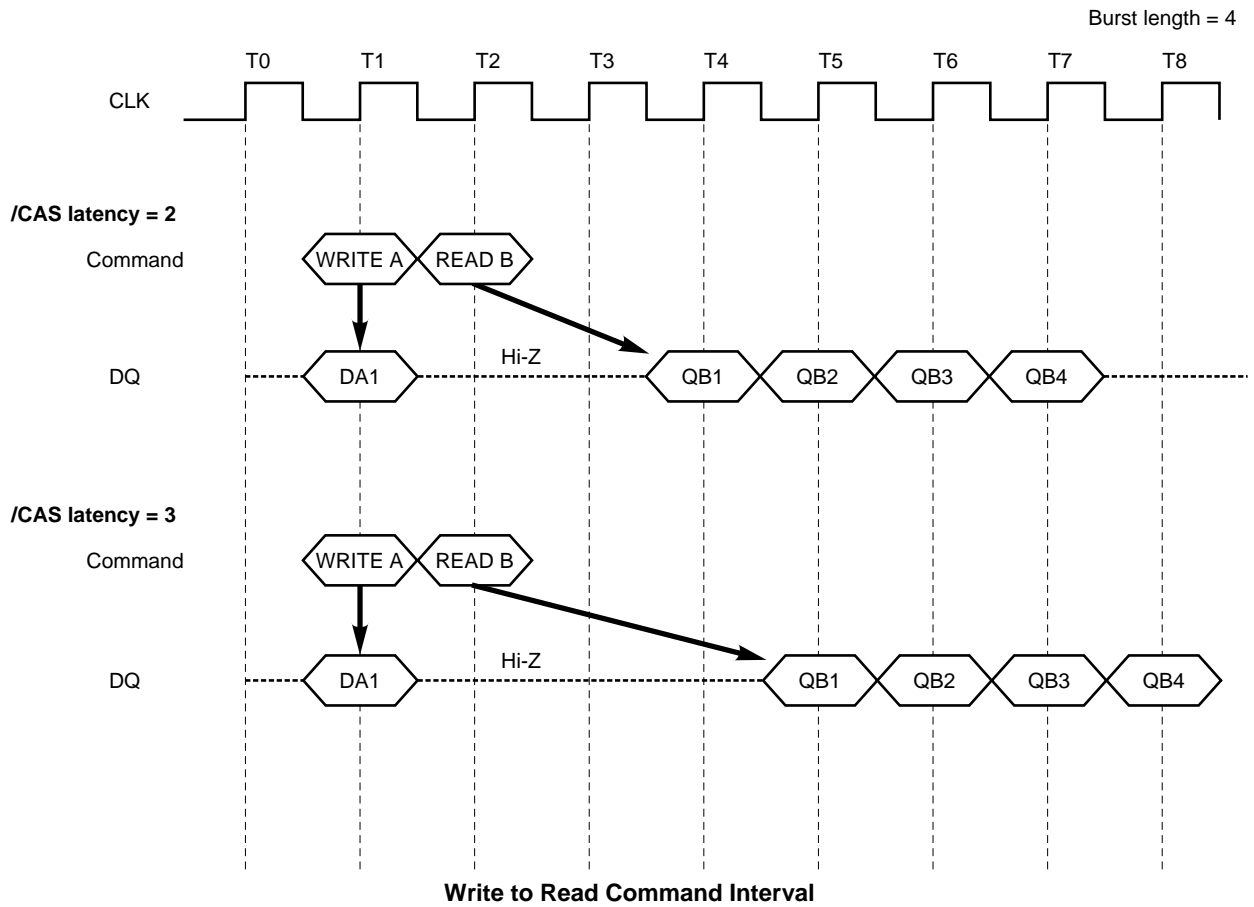 Burst length = 4
T0 T1 T2 T3 T4 T5 T6 T7 T8
CLK
/CAS latency = 2
Command WRITE A READ B
Hi-Z
DQ DA1 QB1 QB2 QB3 QB4
/CAS latency = 3
Command WRITE A READ B
Hi-Z
DQ DA1 QB1 QB2 QB3 QB4
Write to Read Command Interval